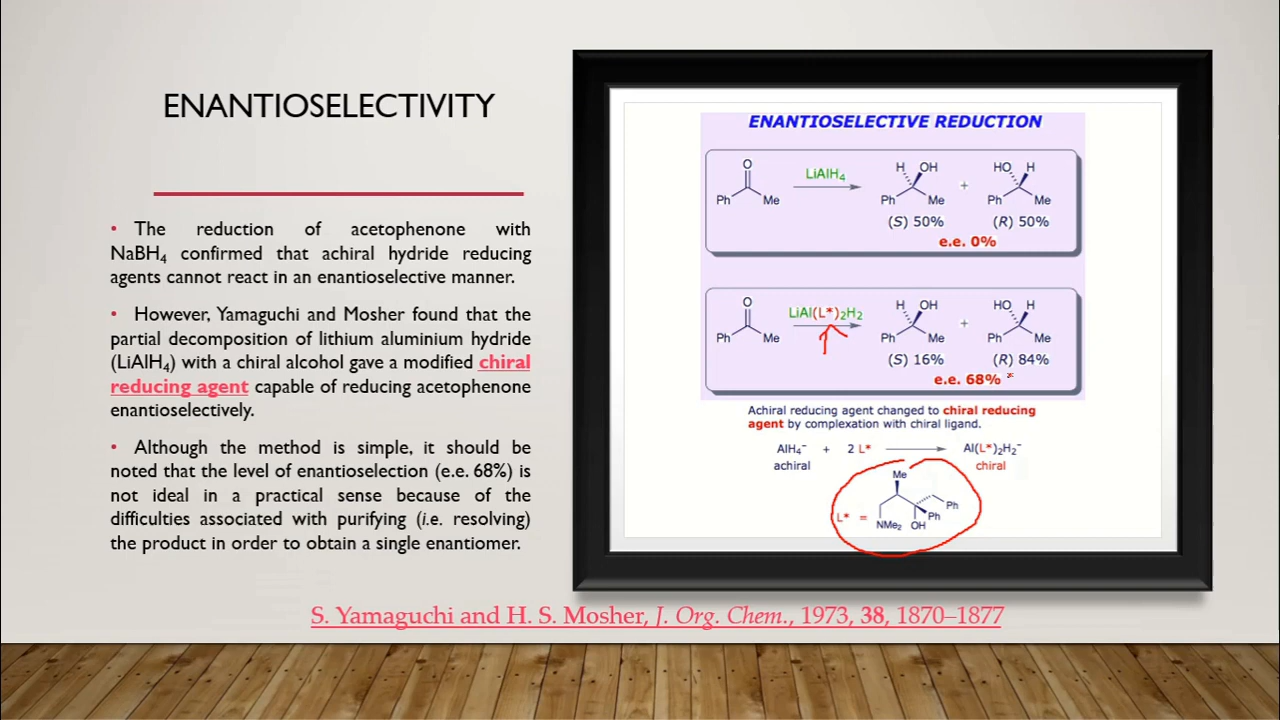 ENANTIOSELECTIVITY
• The reduction of acetophenone with
NaBH₄ confirmed that achiral hydride reducing
agents cannot react in an enantioselective manner.
• However, Yamaguchi and Mosher found that the
partial decomposition of lithium aluminium hydride
(LiAlH₄) with a chiral alcohol gave a modified chiral
reducing agent capable of reducing acetophenone
enantioselectively.
• Although the method is simple, it should be
noted that the level of enantioselection (e.e. 68%) is
not ideal in a practical sense because of the
difficulties associated with purifying (i.e. resolving)
the product in order to obtain a single enantiomer.
ENANTIOSELECTIVE REDUCTION
O
Ph Me
LiAlH₄
H OH
Ph Me
+
HO H
Ph Me
(S) 50% (R) 50%
e.e. 0%
O
Ph Me
LiAl(L*)₂H₂
H OH
Ph Me
+
HO H
Ph Me
(S) 16% (R) 84%
e.e. 68% *
Achiral reducing agent changed to chiral reducing
agent by complexation with chiral ligand.
AlH₄⁻ + 2 L* Al(L*)₂H₂⁻
achiral chiral
Me
Ph
L* = Ph
NMe₂ OH
S. Yamaguchi and H. S. Mosher, J. Org. Chem., 1973, 38, 1870–1877